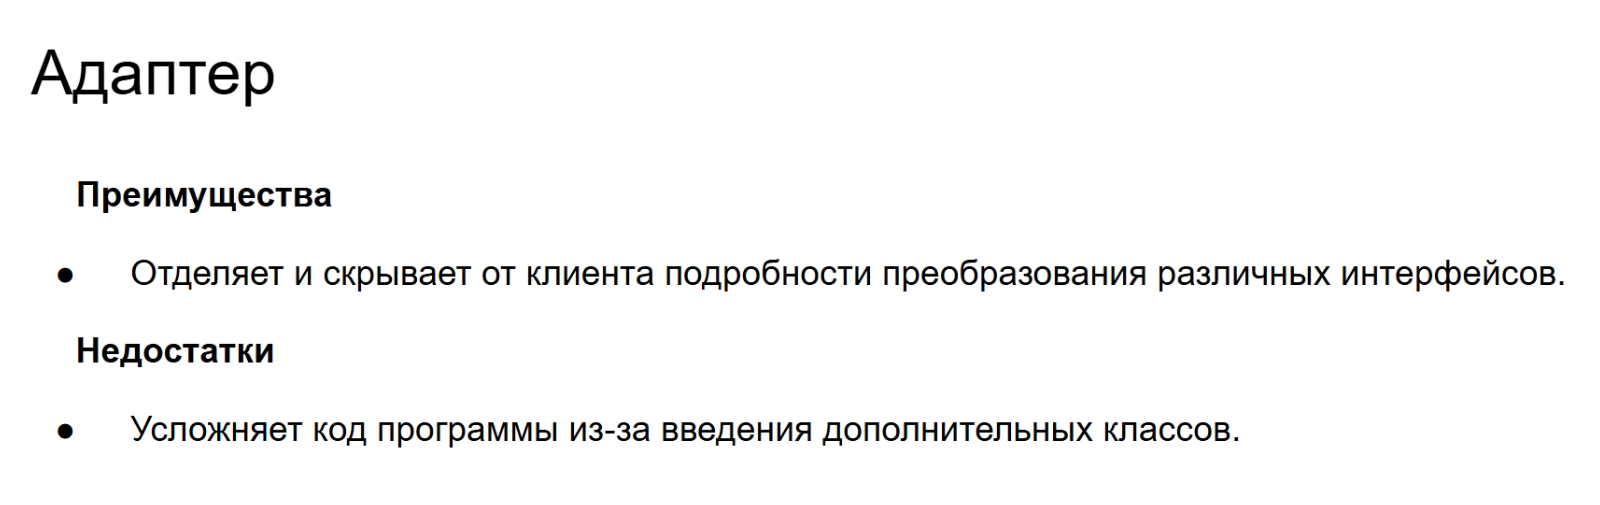 Адаптер
Преимущества
● Отделяет и скрывает от клиента подробности преобразования различных интерфейсов.
Недостатки
● Усложняет код программы из-за введения дополнительных классов.